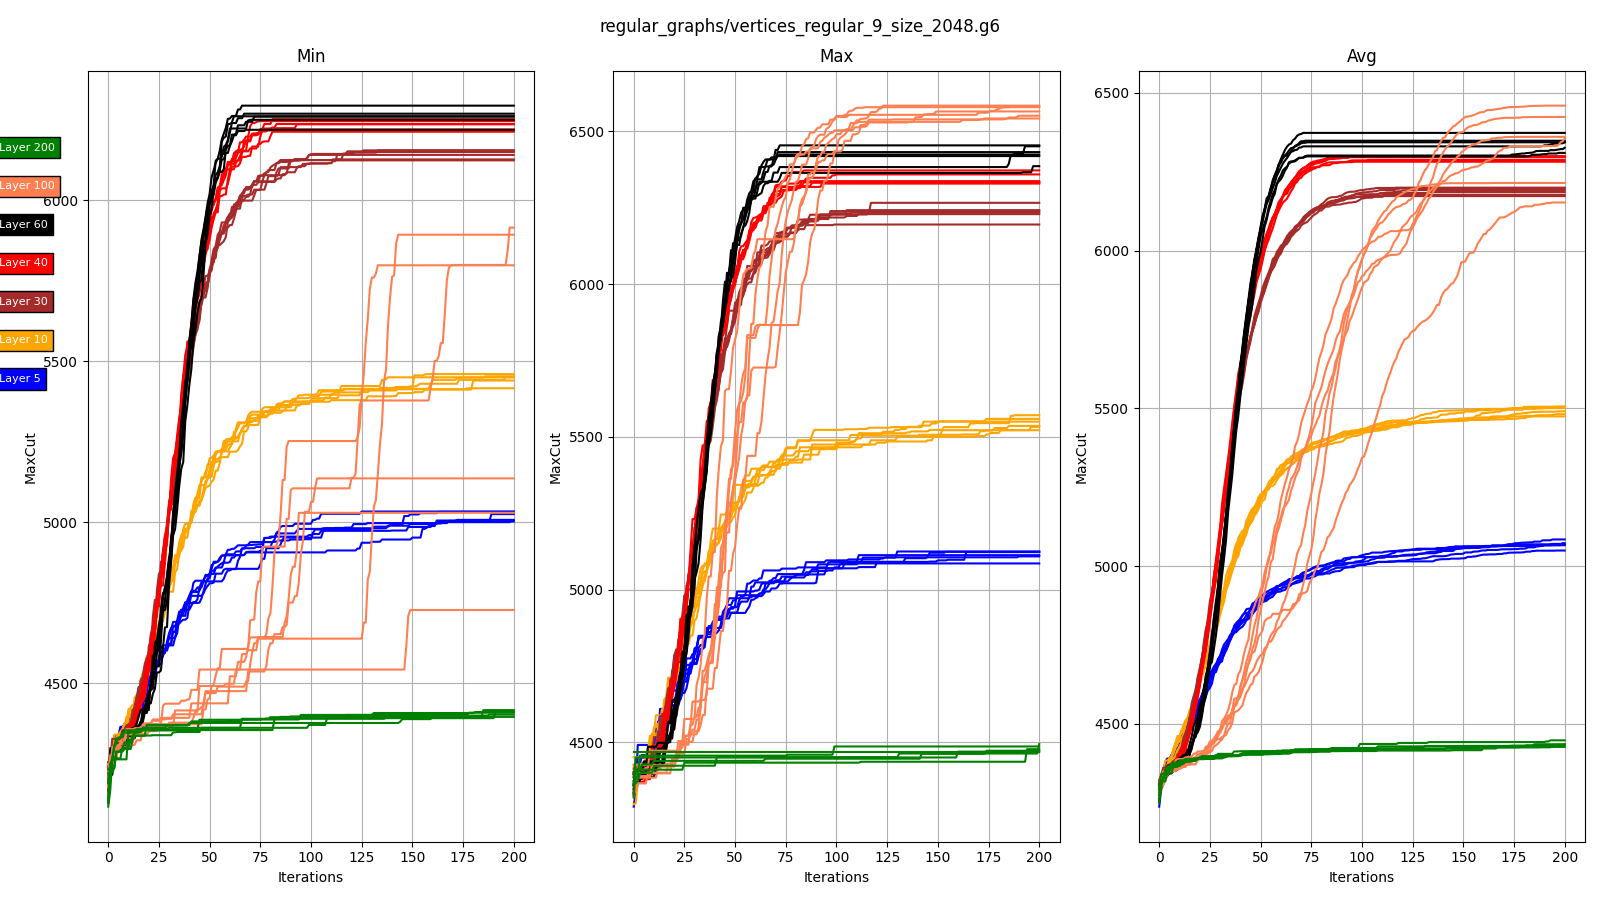 regular_graphs/vertices_regular_9_size_2048.g6
Min
Layer 200
Layer 100
Layer 60
Layer 40
Layer 30
Layer 10
Layer 5
6000
5500
5000
4500
MaxCut
0 25 50 75 100 125 150 175 200
Iterations
Max
6500
6000
5500
5000
4500
MaxCut
0 25 50 75 100 125 150 175 200
Iterations
Avg
6500
6000
5500
5000
4500
MaxCut
0 25 50 75 100 125 150 175 200
Iterations